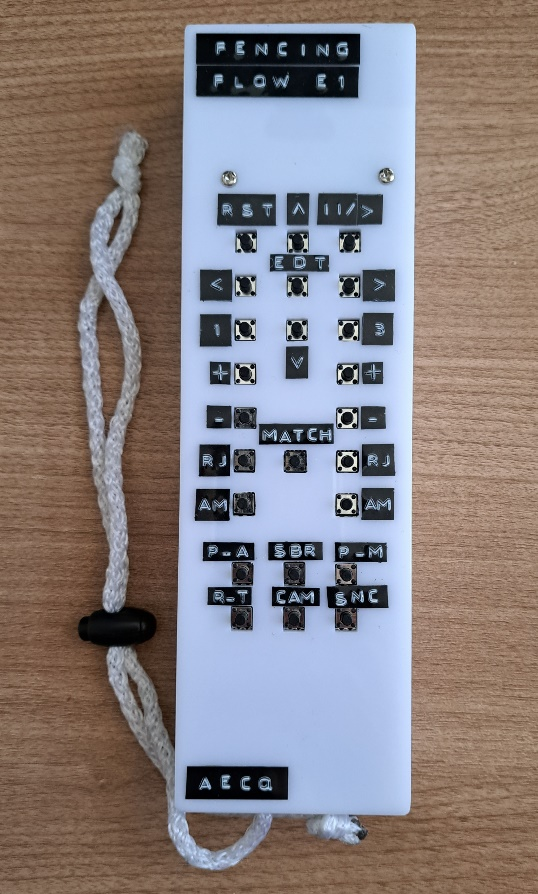 FENCING
FLOW E1
RST ^ II/>
EDT
< >
1 3
v
+ +
- -
MATCH
RJ RJ
AM AM
P-A SBR P-M
R-T CAM SNC
AECQ